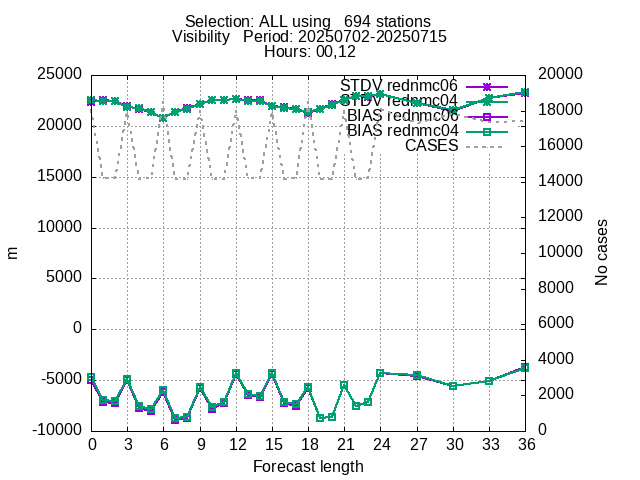 Selection: ALL using   694 stations
Visibility   Period: 20250702-20250715
Hours: 00,12
25000
20000
15000
10000
5000
0
-5000
-10000
m
STDV rednmc06
STDV rednmc04
BIAS rednmc06
BIAS rednmc04
CASES
20000
18000
16000
14000
12000
10000
8000
6000
4000
2000
0
No cases
0 3 6 9 12 15 18 21 24 27 30 33 36
Forecast length